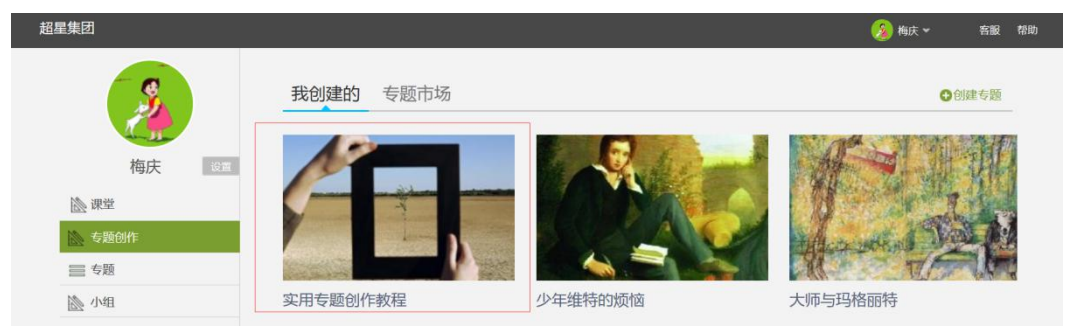 超星集团
梅庆 客服 帮助
我创建的 专题市场
创建专题
梅庆 设置
课堂
专题创作
专题
小组
实用专题创作教程 少年维特的烦恼 大师与玛格丽特